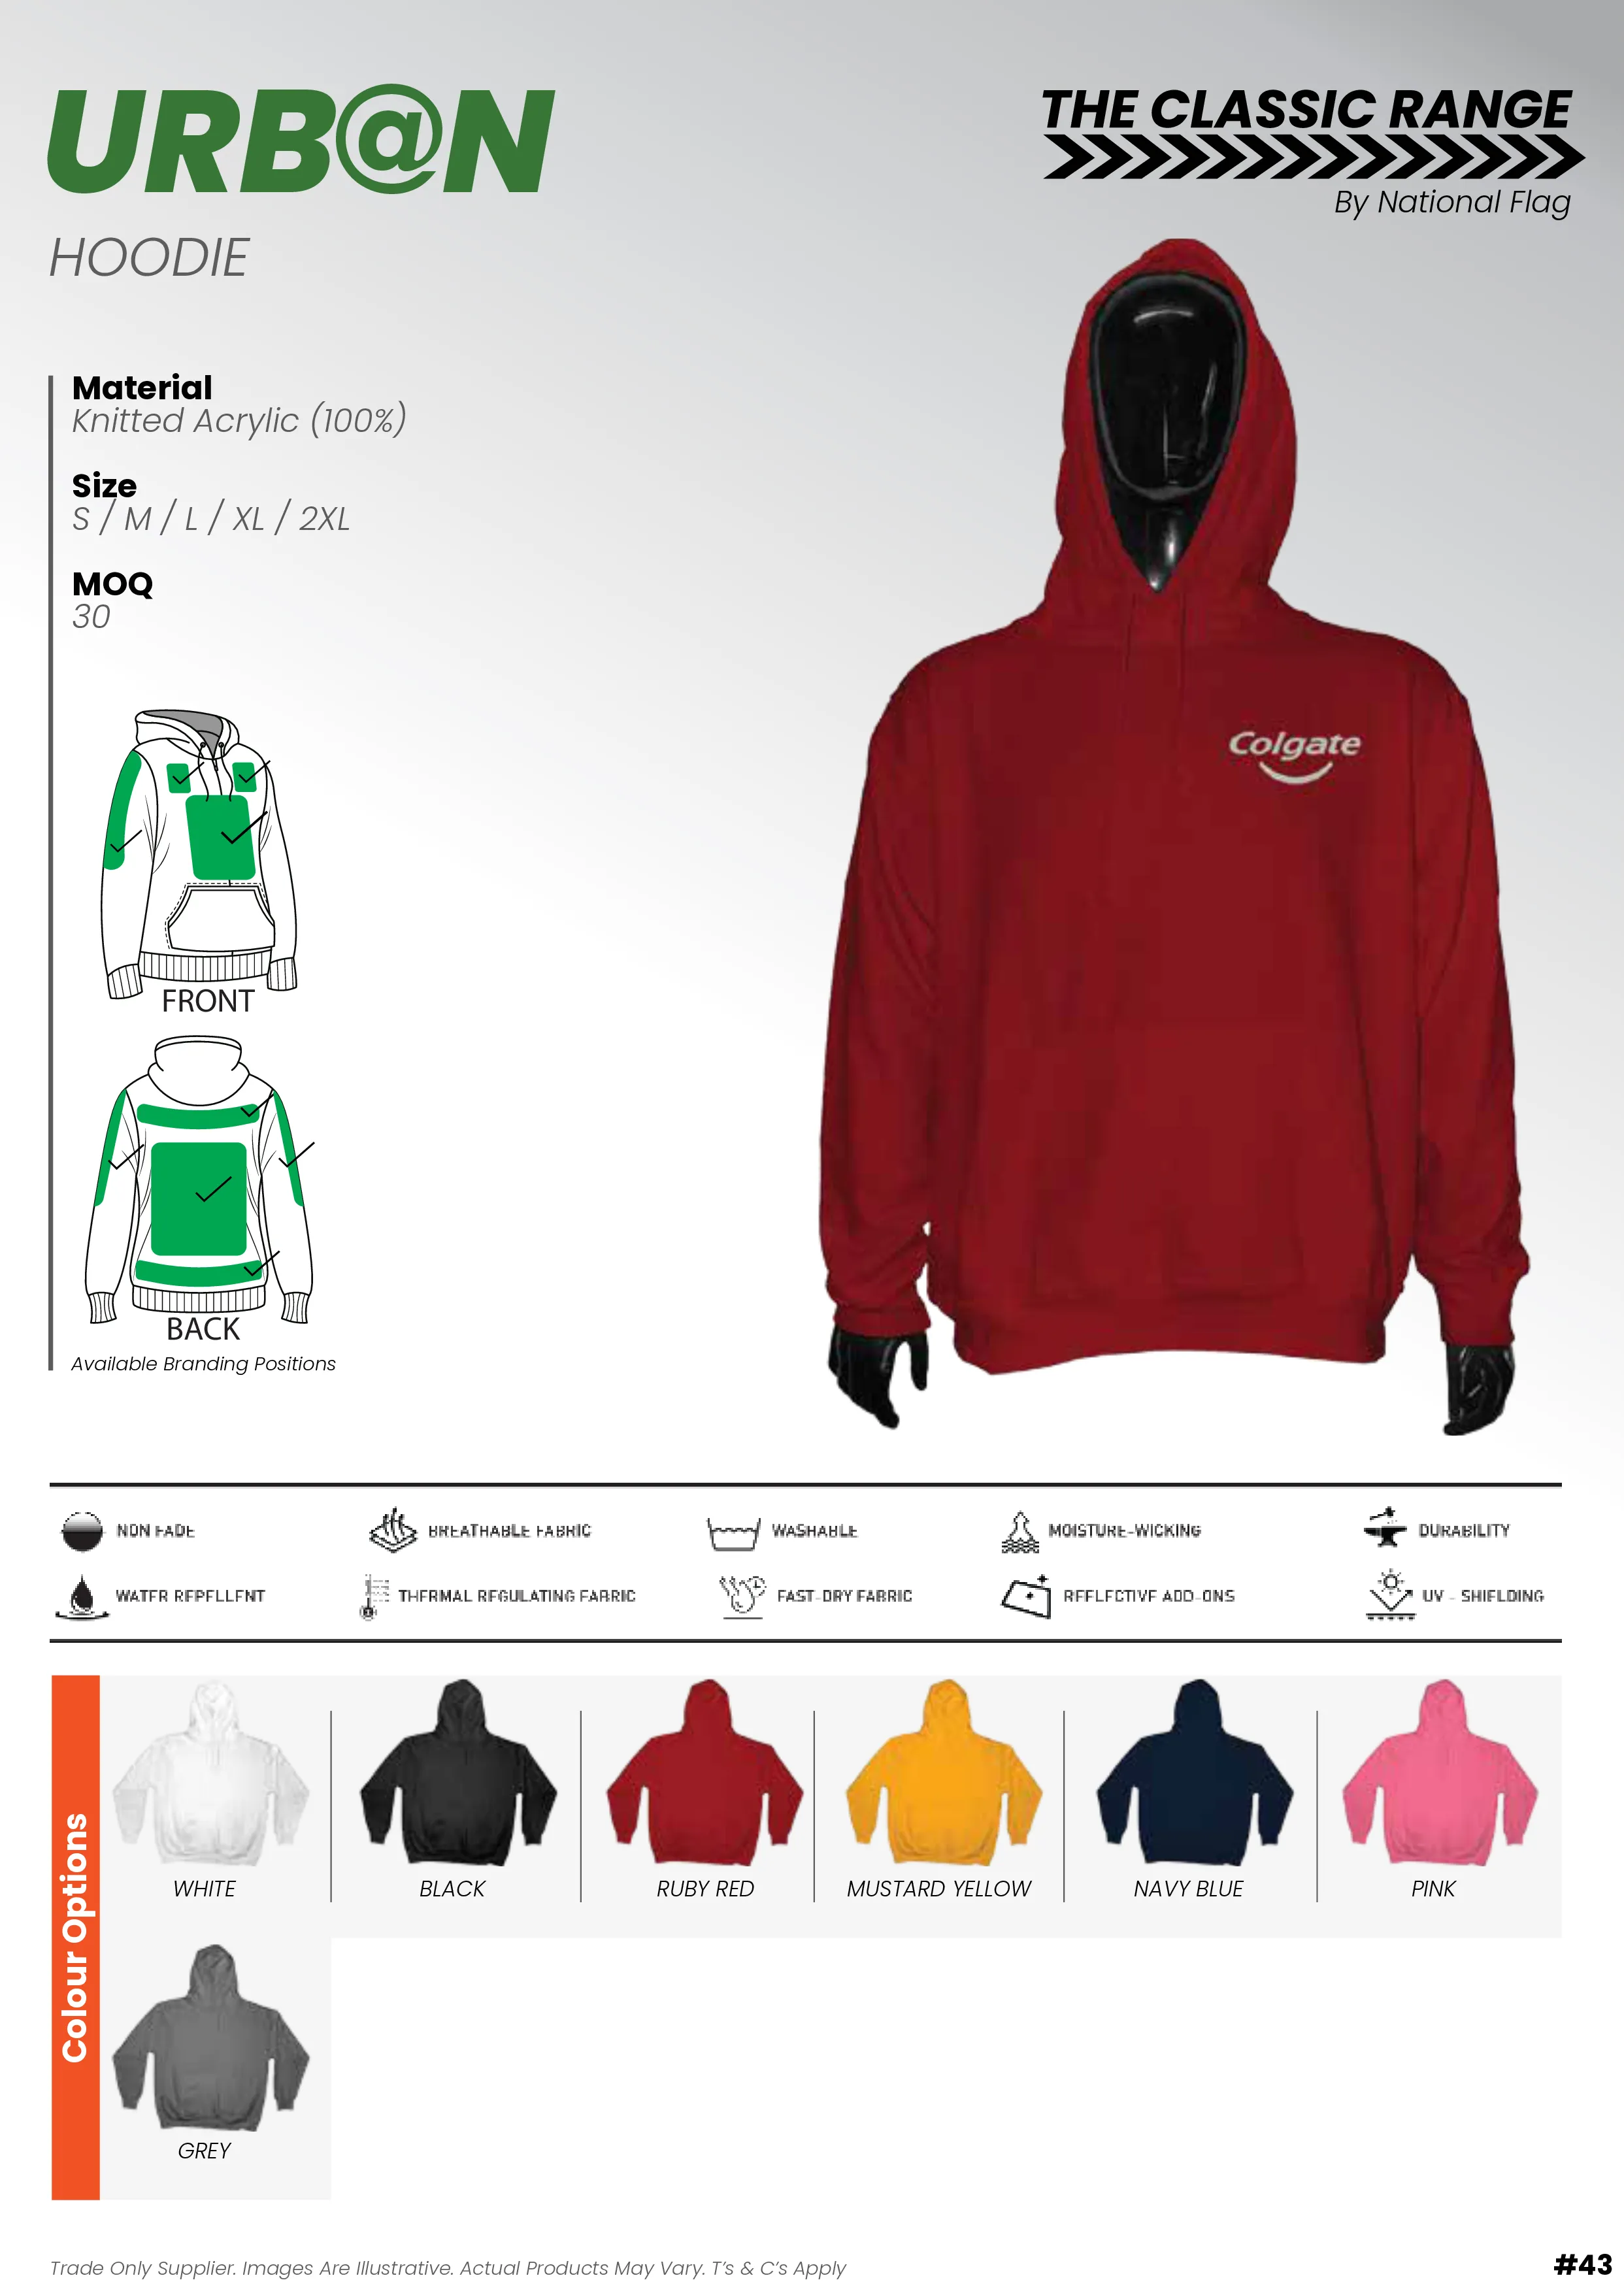 URB@N
THE CLASSIC RANGE
By National Flag
HOODIE
Material
Knitted Acrylic (100%)
Size
S / M / L / XL / 2XL
MOQ
30
Colgate
FRONT
BACK
Available Branding Positions
NON FADE
BREATHABLE FABRIC
WASHABLE
MOISTURE-WICKING
DURABILITY
WATER REPELLENT
THERMAL REGULATING FABRIC
FAST-DRY FABRIC
REFLECTIVE ADD-ONS
UV - SHIELDING
Colour Options
WHITE
BLACK
RUBY RED
MUSTARD YELLOW
NAVY BLUE
PINK
GREY
Trade Only Supplier. Images Are Illustrative. Actual Products May Vary. T's & C's Apply
#43